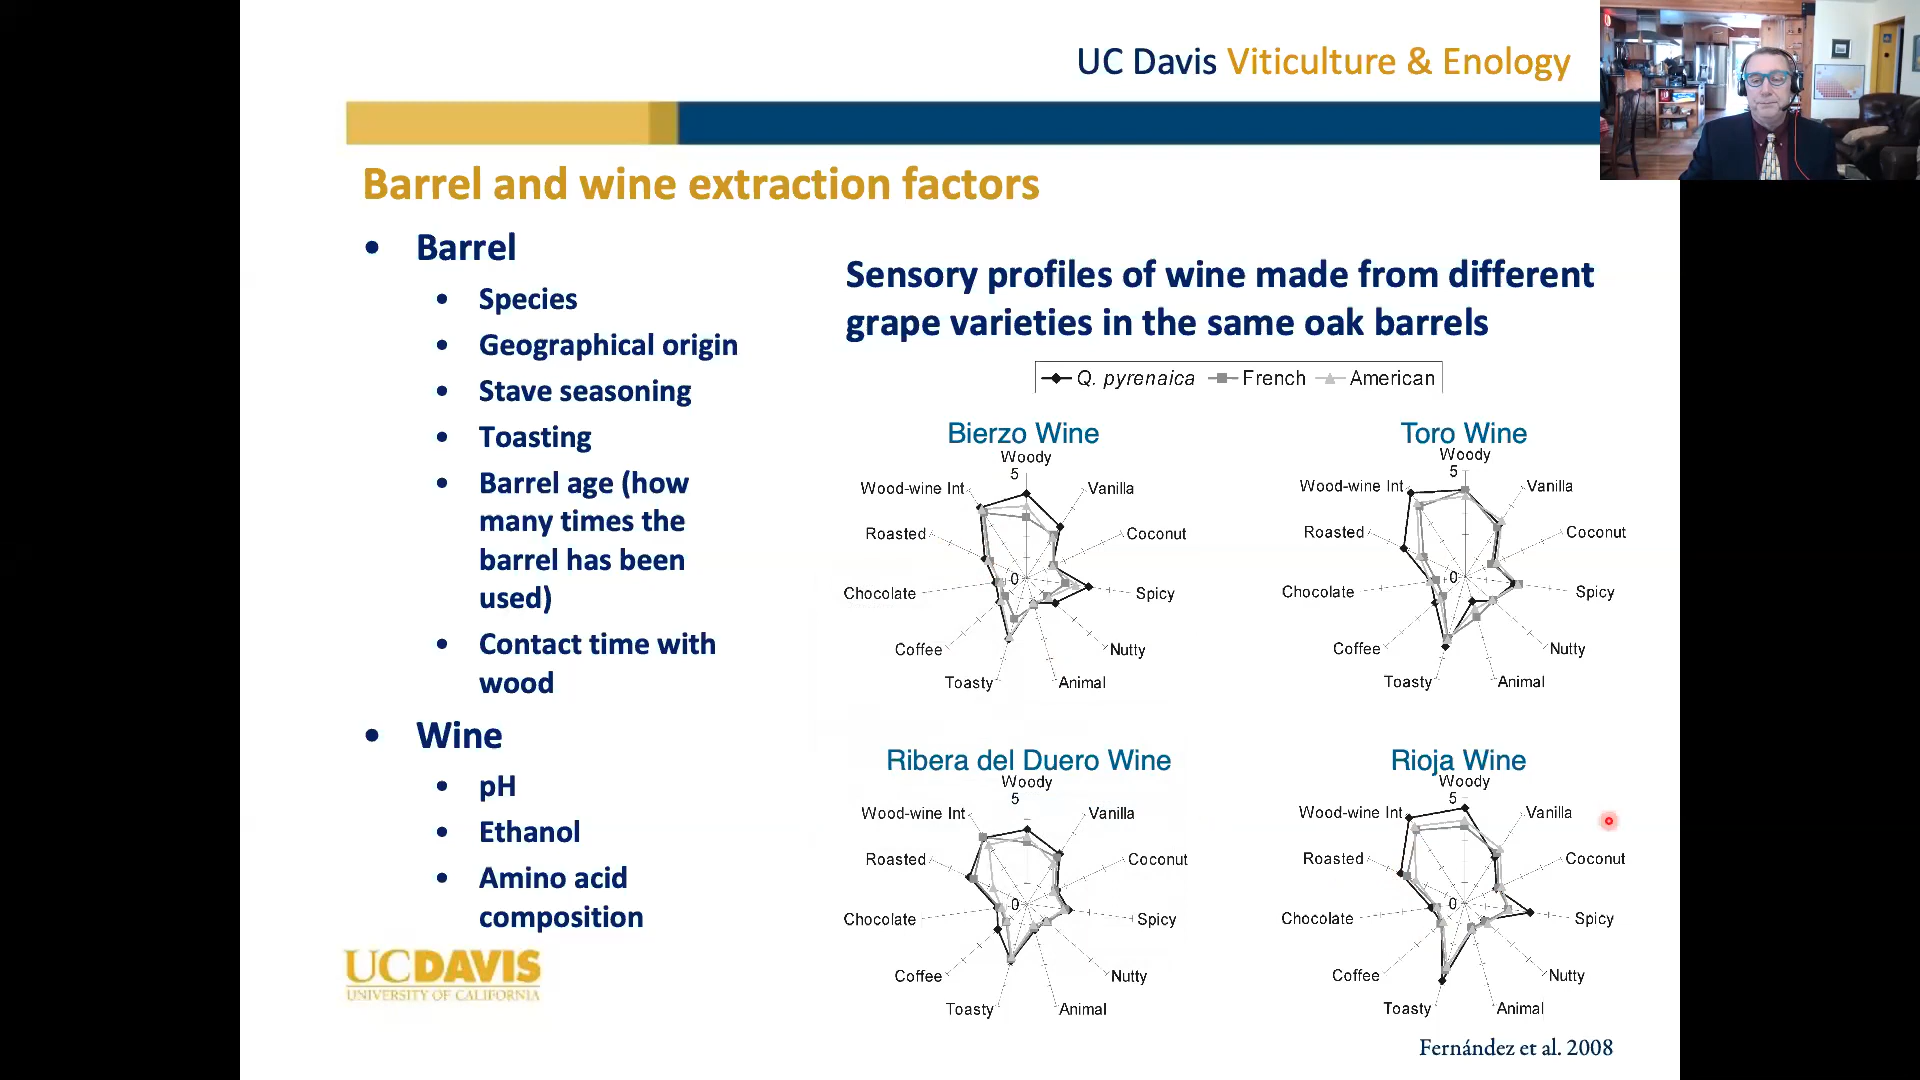 UC Davis Viticulture & Enology
Barrel and wine extraction factors
• Barrel
• Species
• Geographical origin
• Stave seasoning
• Toasting
• Barrel age (how
many times the
barrel has been
used)
• Contact time with
wood
• Wine
• pH
• Ethanol
• Amino acid
composition
UCDAVIS
UNIVERSITY OF CALIFORNIA
Sensory profiles of wine made from different
grape varieties in the same oak barrels
Q. pyrenaica French American
Bierzo Wine
Woody
5
Wood-wine Int
Vanilla
Roasted
Coconut
0
Chocolate
Spicy
Coffee
Nutty
Toasty
Animal
Toro Wine
Woody
5
Wood-wine Int
Vanilla
Roasted
Coconut
0
Chocolate
Spicy
Coffee
Nutty
Toasty
Animal
Ribera del Duero Wine
Woody
5
Wood-wine Int
Vanilla
Roasted
Coconut
0
Chocolate
Spicy
Coffee
Nutty
Toasty
Animal
Rioja Wine
Woody
5
Wood-wine Int
Vanilla
Roasted
Coconut
0
Chocolate
Spicy
Coffee
Nutty
Toasty
Animal
Fernández et al. 2008